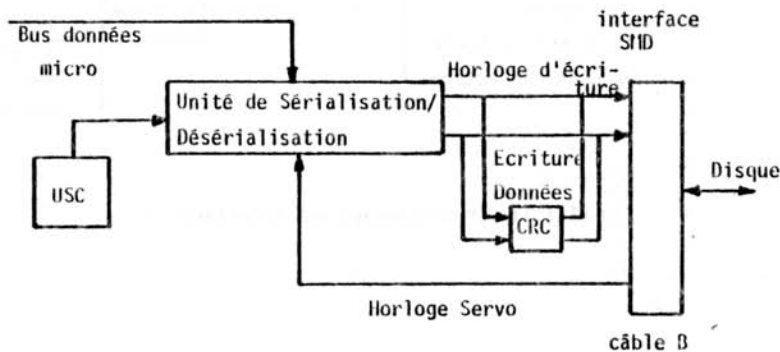 Bus données
micro
interface
SMD
Horloge d'écri-
ture
Unité de Sérialisation/
Désérialisation
USC
Ecriture
Données
CRC
Disque
Horloge Servo
câble B